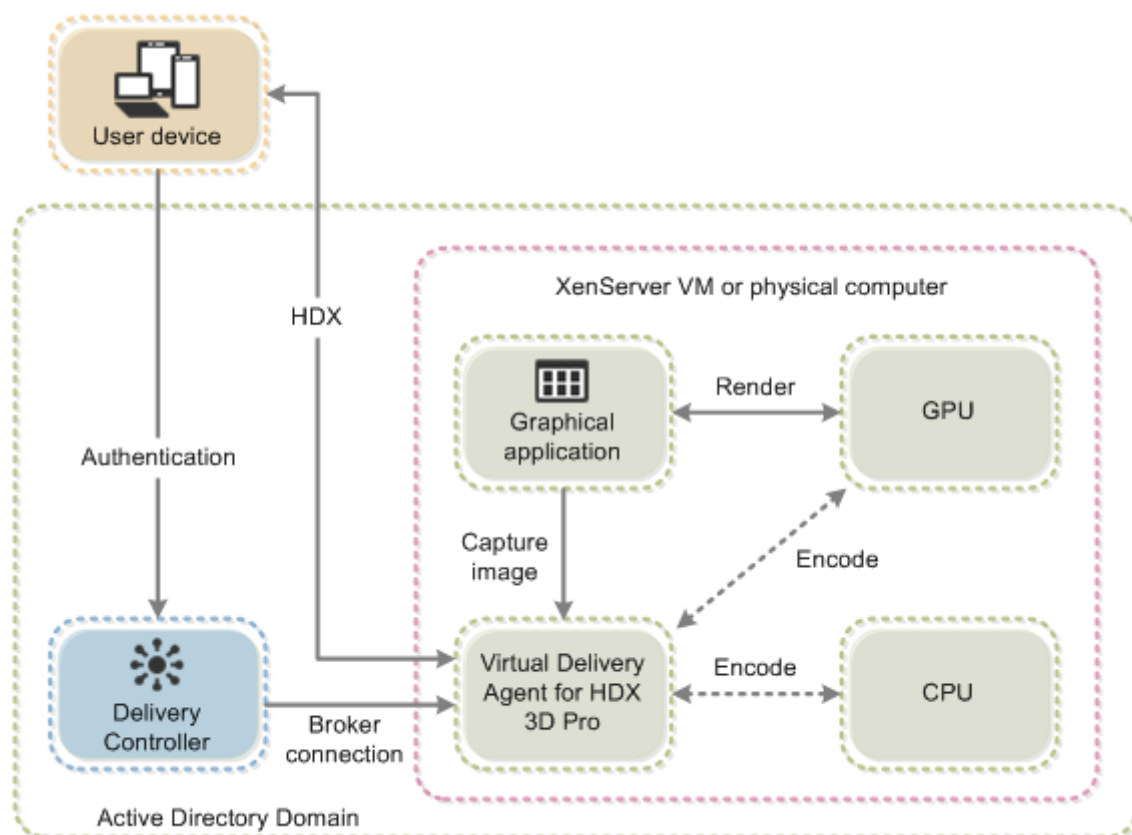 User device
XenServer VM or physical computer
HDX
Render
Graphical
application
GPU
Authentication
Capture
image
Encode
Virtual Delivery
Agent for HDX
3D Pro
Encode
CPU
Delivery
Controller
Broker
connection
Active Directory Domain